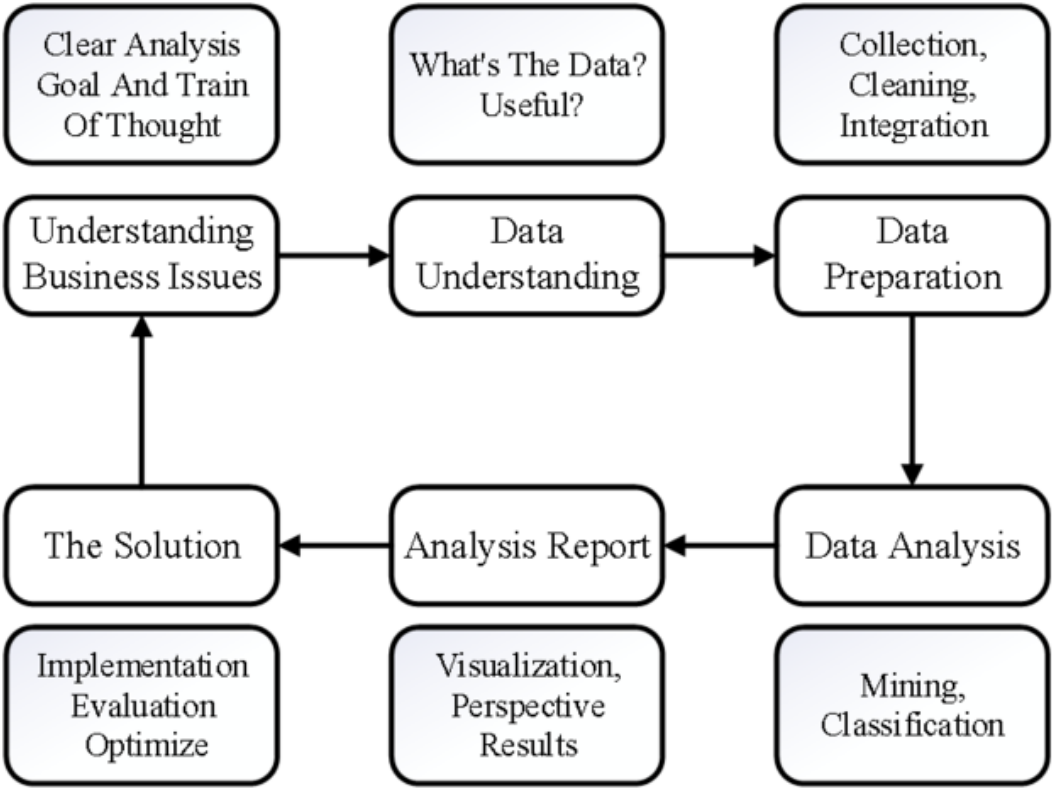 Clear Analysis
Goal And Train
Of Thought
What's The Data?
Useful?
Collection,
Cleaning,
Integration
Understanding
Business Issues
Data
Understanding
Data
Preparation
The Solution
Analysis Report
Data Analysis
Implementation
Evaluation
Optimize
Visualization,
Perspective
Results
Mining,
Classification